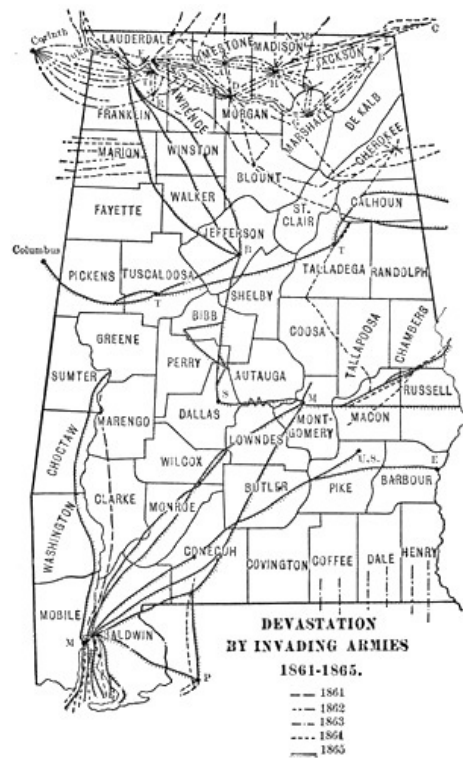 C
Corinth
LAUDERDALE
LIMESTONE
MADISON
JACKSON
FRANKLIN
LAWRENCE
MORGAN
MARSHALL
DE KALB
CHEROKEE
MARION
WINSTON
BLOUNT
WALKER
FAYETTE
JEFFERSON
ST. CLAIR
CALHOUN
Columbus
B
T
PICKENS
TUSCALOOSA
T
SHELBY
TALLADEGA
RANDOLPH
BIBB
GREENE
PERRY
COOSA
TALLAPOOSA
CHAMBERS
SUMTER
AUTAUGA
RUSSELL
MARENGO
DALLAS
S
M
MONT-
GOMERY
MACON
CHOCTAW
LOWNDES
WILCOX
U.S.
E
CLARKE
MONROE
BUTLER
PIKE
BARBOUR
WASHINGTON
CONECUH
COVINGTON
COFFEE
DALE
HENRY
MOBILE
M
BALDWIN
P
DEVASTATION
BY INVADING ARMIES
1861-1865.
1861
1862
1863
1864
1865